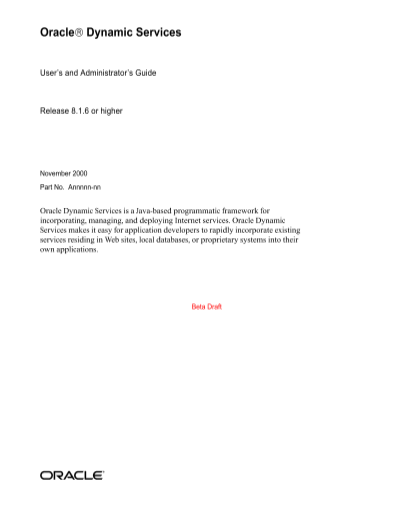 Oracle® Dynamic Services
User's and Administrator's Guide
Release 8.1.6 or higher
November 2000
Part No. Annnnn-nn
Oracle Dynamic Services is a Java-based programmatic framework for
incorporating, managing, and deploying Internet services. Oracle Dynamic
Services makes it easy for application developers to rapidly incorporate existing
services residing in Web sites, local databases, or proprietary systems into their
own applications.
Beta Draft
ORACLE®